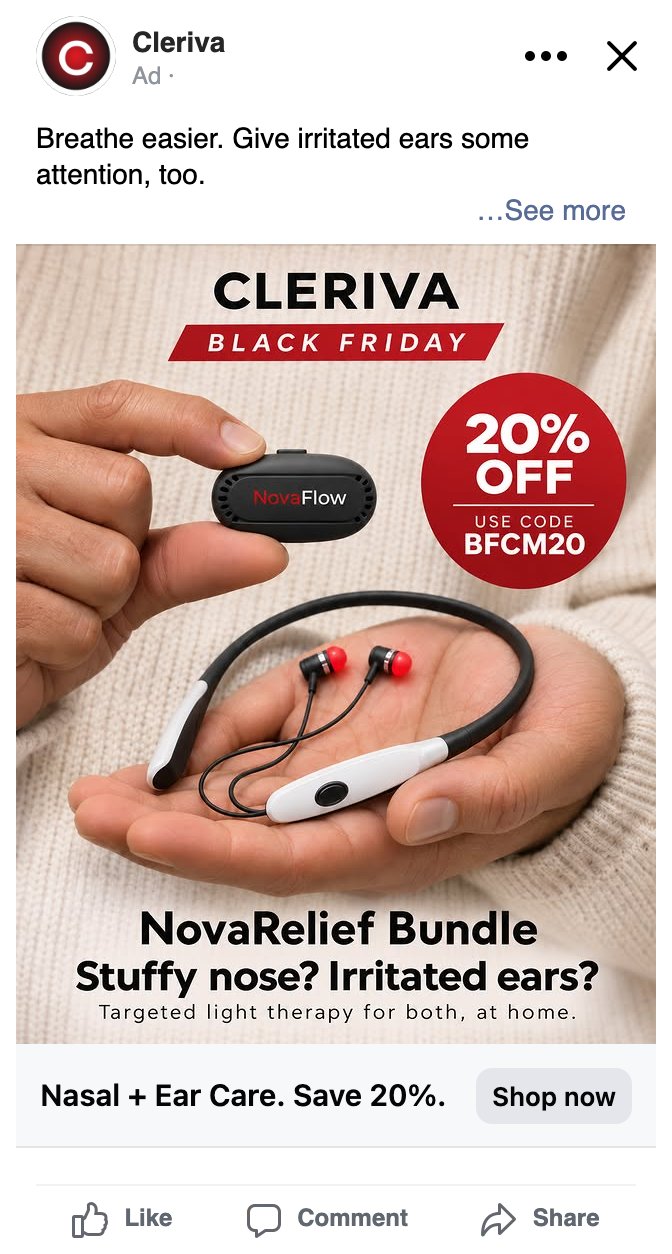 C
Cleriva
Ad ·
Breathe easier. Give irritated ears some
attention, too.
...See more
CLERIVA
BLACK FRIDAY
NovaFlow
20%
OFF
USE CODE
BFCM20
NovaRelief Bundle
Stuffy nose? Irritated ears?
Targeted light therapy for both, at home.
Nasal + Ear Care. Save 20%.
Shop now
Like
Comment
Share